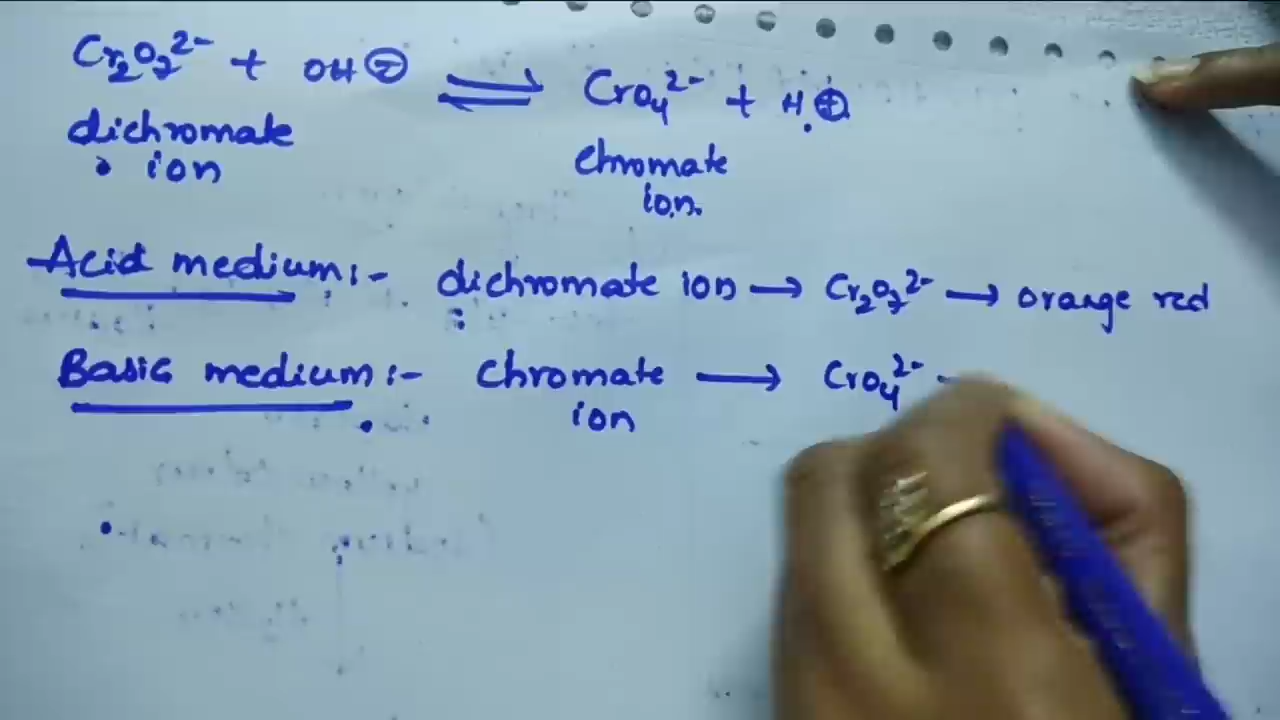 Cr₂O₇²⁻ + OH⊖ ⇌ CrO₄²⁻ + H⊕
dichromate ion
chromate ion.
Acid medium:- dichromate ion → Cr₂O₇²⁻ → orange red
Basic medium:- chromate ion → CrO₄²⁻